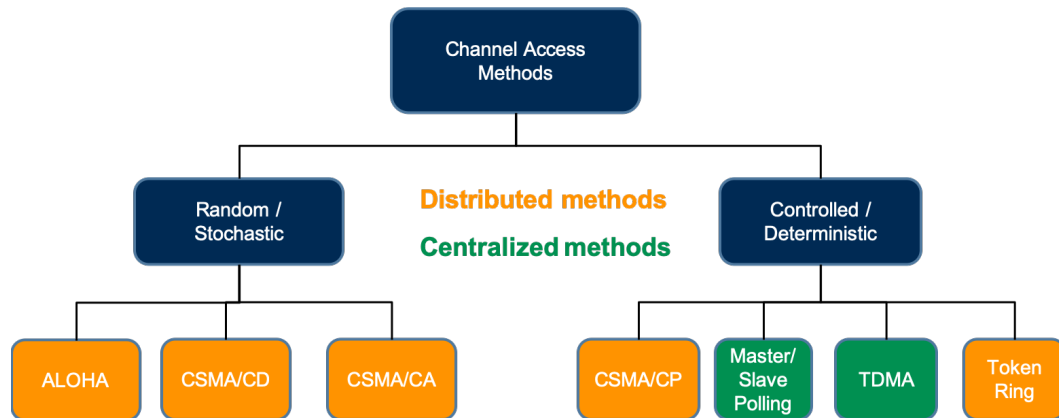 Channel Access
Methods
Random /
Stochastic
Distributed methods
Centralized methods
Controlled /
Deterministic
ALOHA
CSMA/CD
CSMA/CA
CSMA/CP
Master/
Slave
Polling
TDMA
Token
Ring